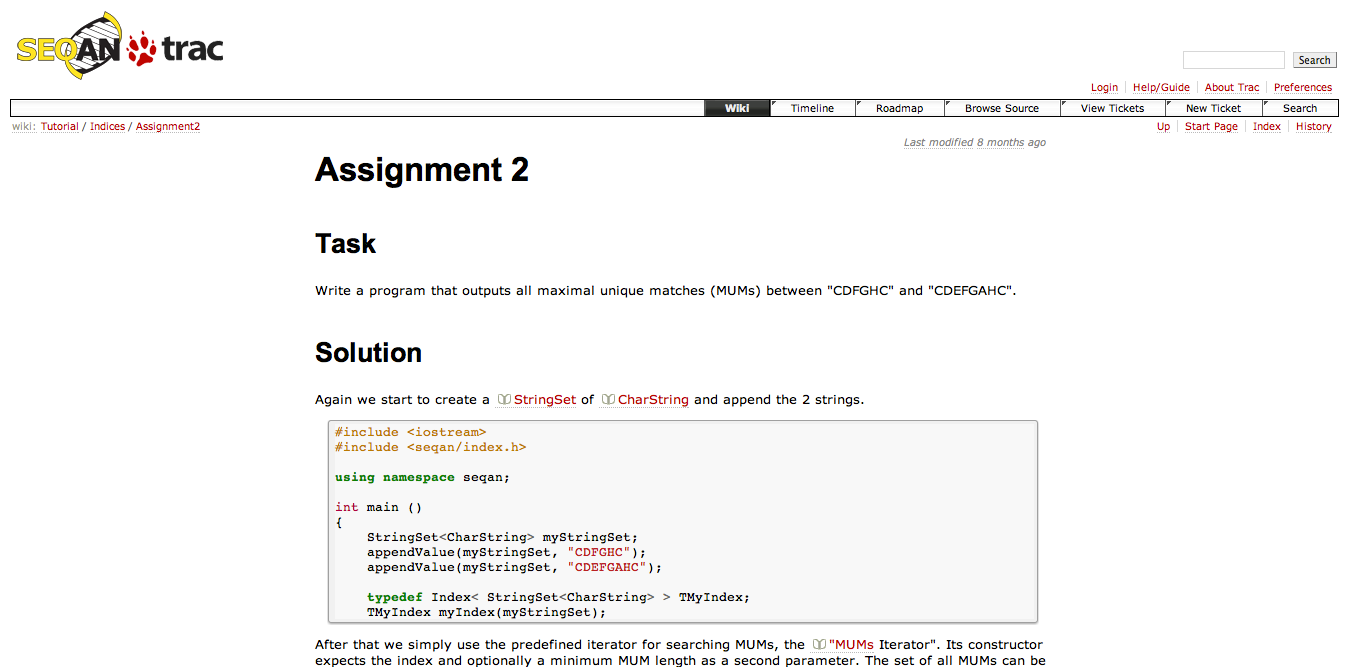 SEQAN trac
Search
Login Help/Guide About Trac Preferences
Wiki Timeline Roadmap Browse Source View Tickets New Ticket Search
wiki: Tutorial / Indices / Assignment2 Up Start Page Index History
Last modified 8 months ago
Assignment 2
Task
Write a program that outputs all maximal unique matches (MUMs) between "CDFGHC" and "CDEFGAHC".
Solution
Again we start to create a StringSet of CharString and append the 2 strings.
#include <iostream>
#include <seqan/index.h>
using namespace seqan;
int main ()
{
StringSet<CharString> myStringSet;
appendValue(myStringSet, "CDFGHC");
appendValue(myStringSet, "CDEFGAHC");
typedef Index< StringSet<CharString> > TMyIndex;
TMyIndex myIndex(myStringSet);
After that we simply use the predefined iterator for searching MUMs, the "MUMs Iterator". Its constructor
expects the index and optionally a minimum MUM length as a second parameter. The set of all MUMs can be